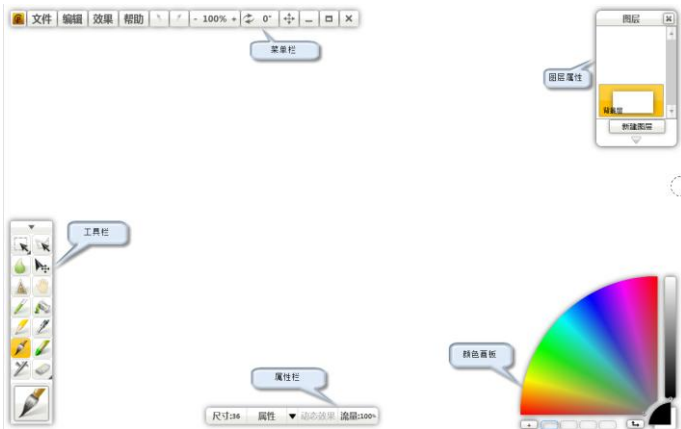 文件 编辑 效果 帮助 - 100% + 0°
菜单栏
图层
图层属性
背景层
新建图层
工具栏
颜色面板
属性栏
尺寸:36 属性 动态效果 流量:100%